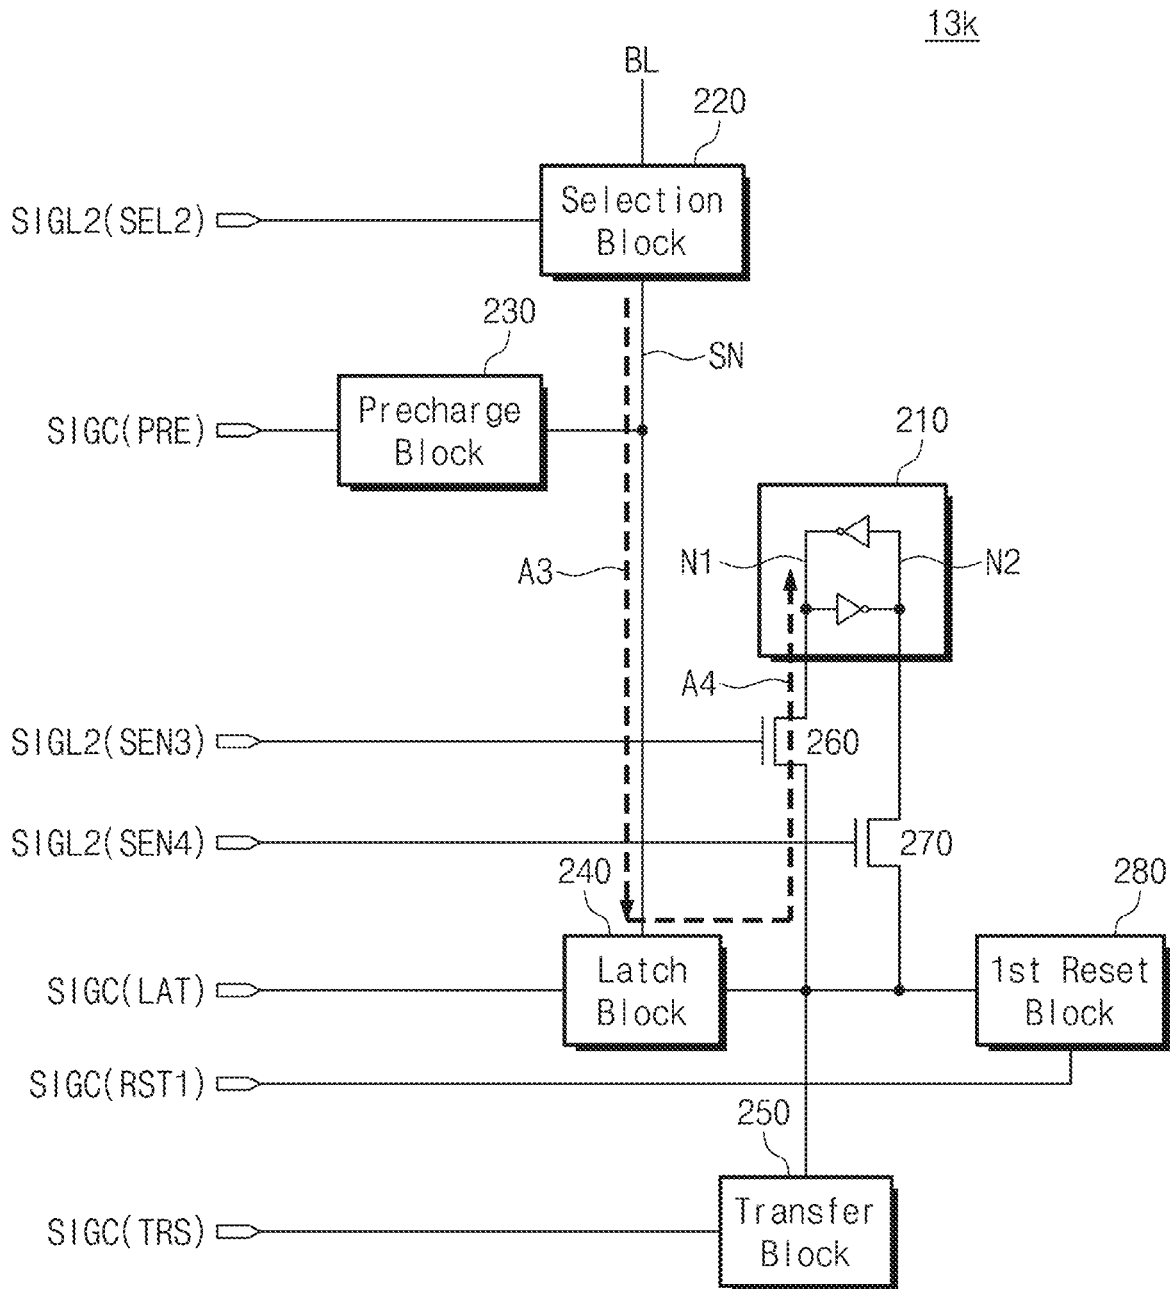 13k
BL
220
Selection
Block
SIGL2(SEL2)
230
SN
Precharge
Block
SIGC(PRE)
210
N1
N2
A3
A4
SIGL2(SEN3)
260
SIGL2(SEN4)
270
240
280
Latch
Block
1st Reset
Block
SIGC(LAT)
SIGC(RST1)
250
Transfer
Block
SIGC(TRS)